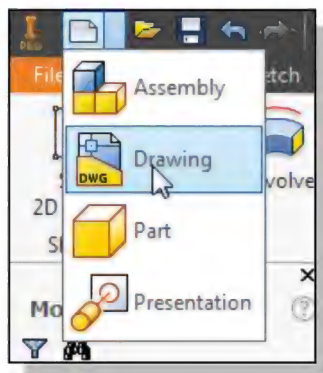 I
PRO
File
etch
Assembly
DWG
Drawing
volve
2D
Part
Mo
Presentation